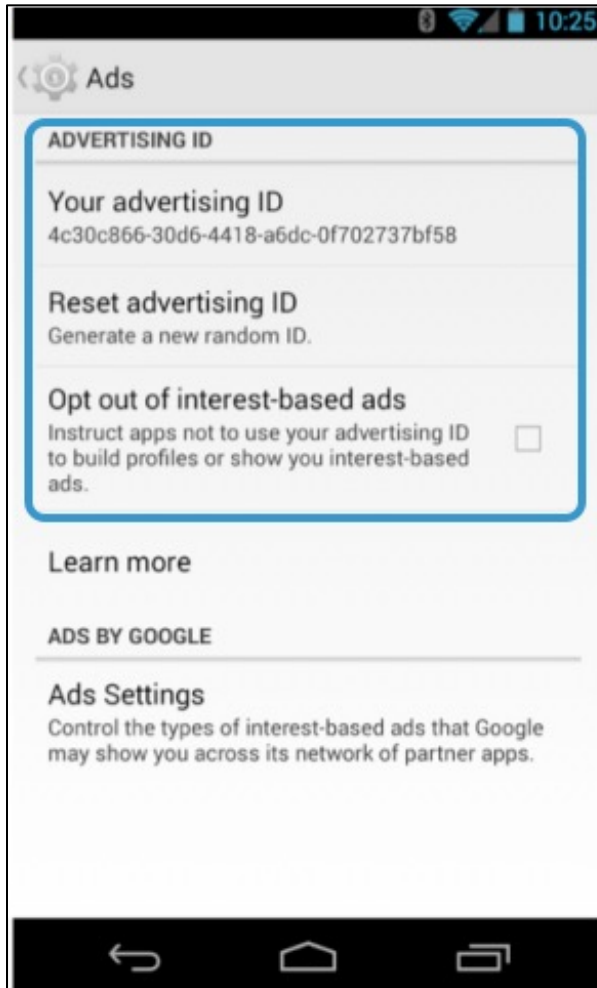 10:25
Ads
ADVERTISING ID
Your advertising ID
4c30c866-30d6-4418-a6dc-0f702737bf58
Reset advertising ID
Generate a new random ID.
Opt out of interest-based ads
Instruct apps not to use your advertising ID
to build profiles or show you interest-based
ads.
Learn more
ADS BY GOOGLE
Ads Settings
Control the types of interest-based ads that Google
may show you across its network of partner apps.